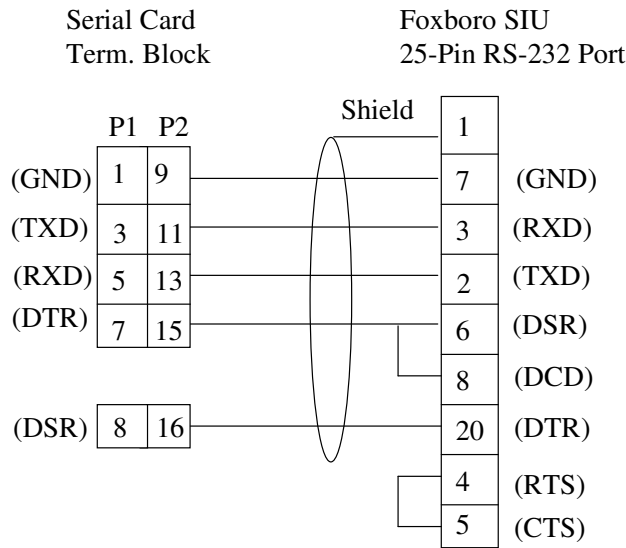 Serial Card Foxboro SIU
Term. Block 25-Pin RS-232 Port
Shield 1
P1 P2
(GND) 1 9 7 (GND)
(TXD) 3 11 3 (RXD)
(RXD) 5 13 2 (TXD)
(DTR) 7 15 6 (DSR)
8 (DCD)
(DSR) 8 16 20 (DTR)
4 (RTS)
5 (CTS)